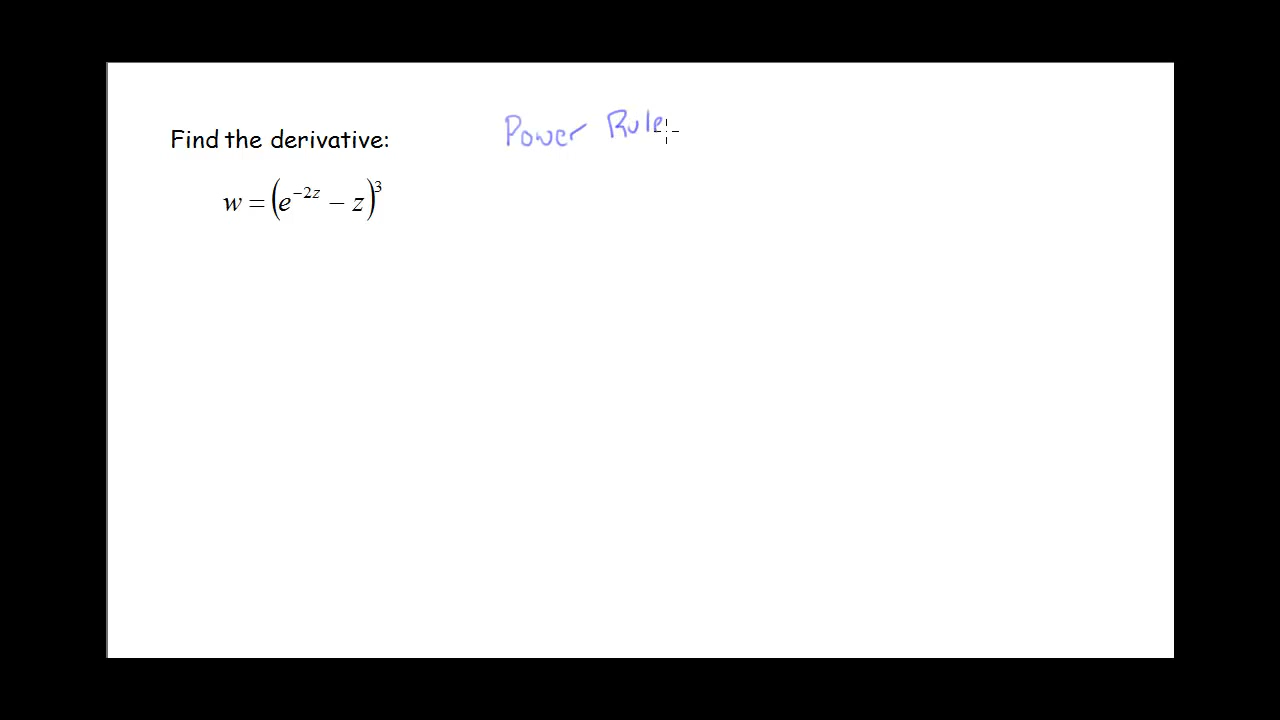 Find the derivative:
Power Rule
w = (e^{-2z} - z)^3